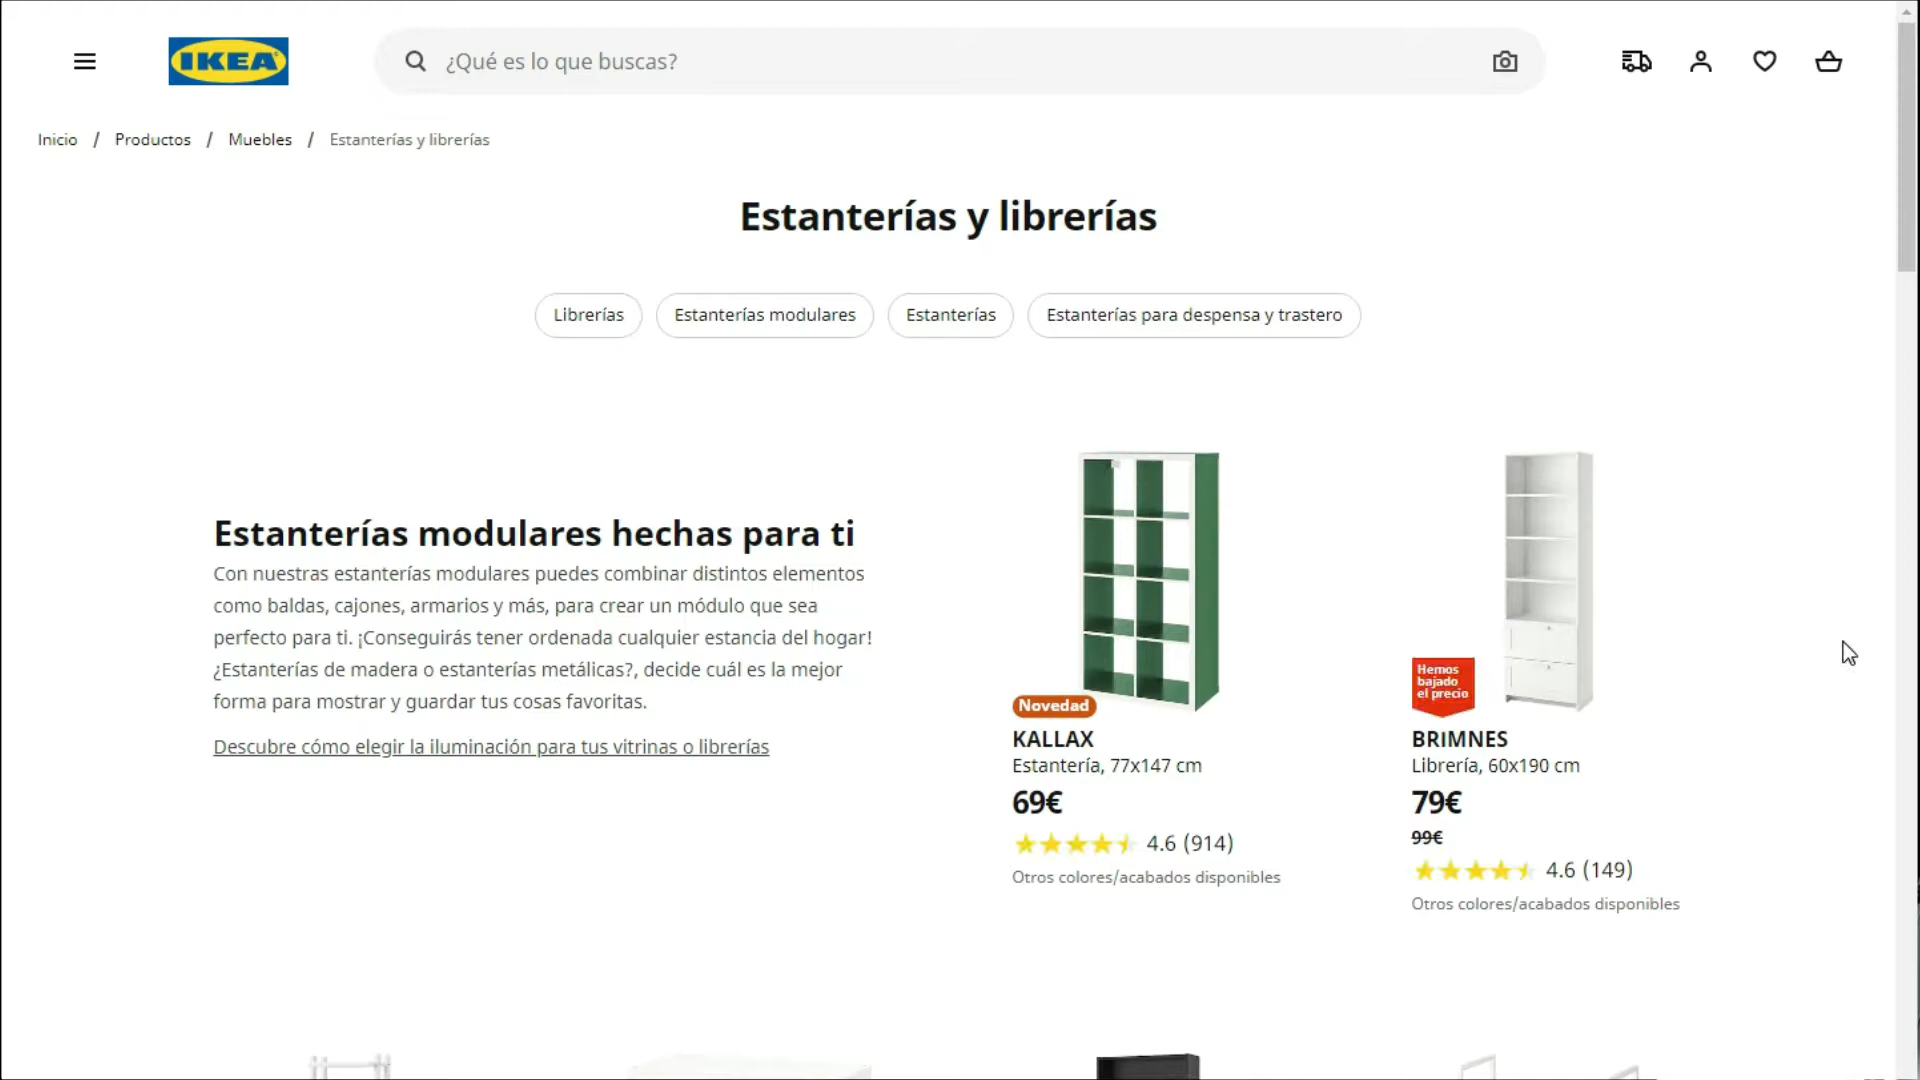 IKEA
¿Qué es lo que buscas?
Inicio / Productos / Muebles / Estanterías y librerías
Estanterías y librerías
Librerías
Estanterías modulares
Estanterías
Estanterías para despensa y trastero
Estanterías modulares hechas para ti
Con nuestras estanterías modulares puedes combinar distintos elementos
como baldas, cajones, armarios y más, para crear un módulo que sea
perfecto para ti. ¡Conseguirás tener ordenada cualquier estancia del hogar!
¿Estanterías de madera o estanterías metálicas?, decide cuál es la mejor
forma para mostrar y guardar tus cosas favoritas.
Descubre cómo elegir la iluminación para tus vitrinas o librerías
Novedad
KALLAX
Estantería, 77x147 cm
69€
4.6 (914)
Otros colores/acabados disponibles
Hemos
bajado
el precio
BRIMNES
Librería, 60x190 cm
79€
99€
4.6 (149)
Otros colores/acabados disponibles